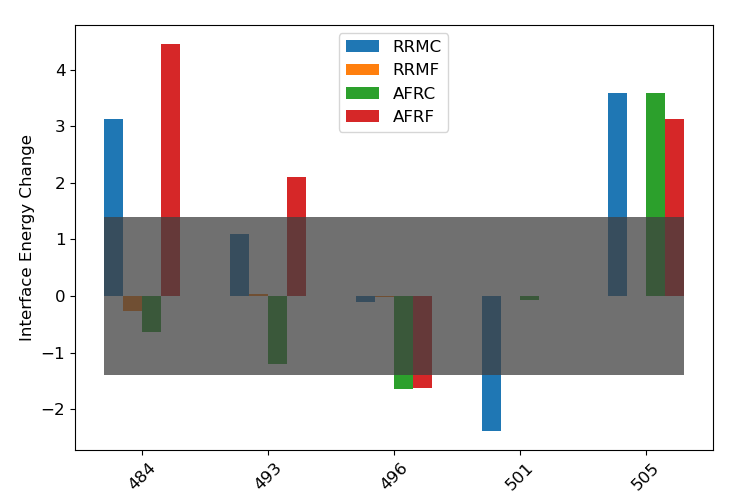 RRMC
RRMF
AFRC
AFRF
Interface Energy Change
4
3
2
1
0
−1
−2
484
493
496
501
505